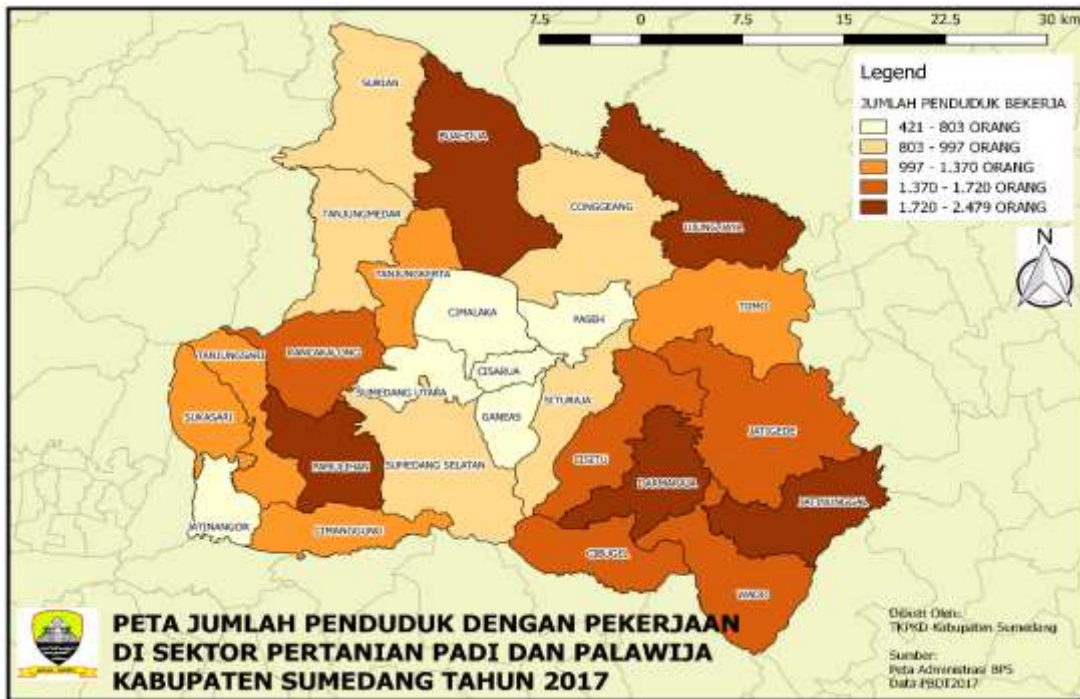 7.5 0 7.5 15 22.5 30 km
Legend
JUMLAH PENDUDUK BEKERJA
421 - 803 ORANG
803 - 997 ORANG
997 - 1.370 ORANG
1.370 - 1.720 ORANG
1.720 - 2.479 ORANG
N
SURIAN
BUAHDUA
TANJUNGMEDAR
CONGGEANG
UJUNGJAYA
TANJUNGKERTA
CIMALAKA
PASEH
TOMO
TANJUNGSARI
RANCAKALONG
CISARUA
SUMEDANG UTARA
SITURAJA
SUKASARI
GANEAS
JATIGEDE
PAMULIHAN
SUMEDANG SELATAN
CISITU
DARMARAJA
JATINUNGGAL
JATINANGOR
CIMANGGUNG
CIBUGEL
WADO
PETA JUMLAH PENDUDUK DENGAN PEKERJAAN
DI SEKTOR PERTANIAN PADI DAN PALAWIJA
KABUPATEN SUMEDANG TAHUN 2017
Dibuat Oleh:
TKPKD Kabupaten Sumedang
Sumber:
Peta Administrasi BPS
Data PBDT2017